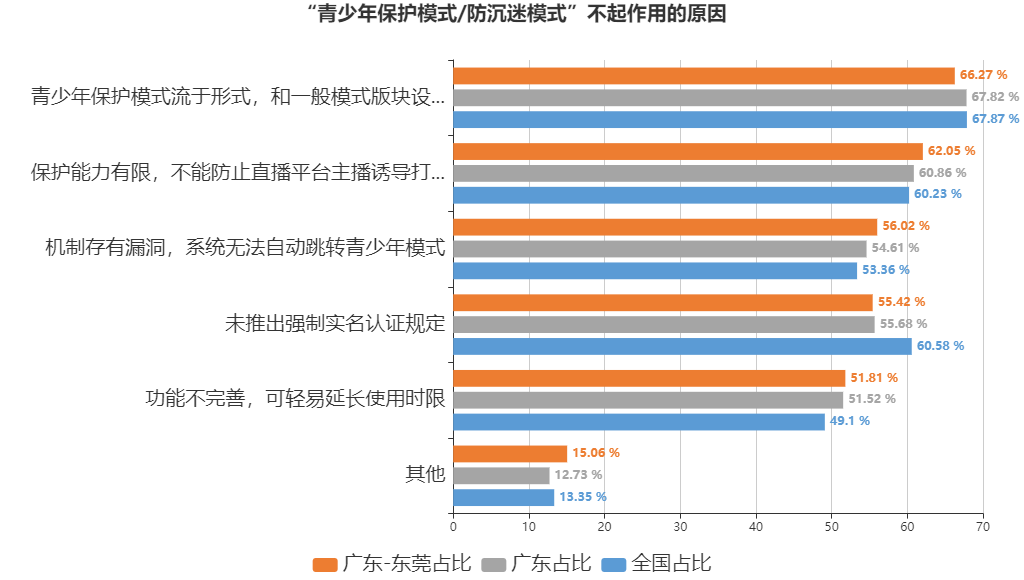 “青少年保护模式/防沉迷模式”不起作用的原因
青少年保护模式流于形式，和一般模式版块设...
66.27 %
67.82 %
67.87 %
保护能力有限，不能防止直播平台主播诱导打...
62.05 %
60.86 %
60.23 %
机制存有漏洞，系统无法自动跳转青少年模式
56.02 %
54.61 %
53.36 %
未推出强制实名认证规定
55.42 %
55.68 %
60.58 %
功能不完善，可轻易延长使用时限
51.81 %
51.52 %
49.1 %
其他
15.06 %
12.73 %
13.35 %
0 10 20 30 40 50 60 70
广东-东莞占比 广东占比 全国占比